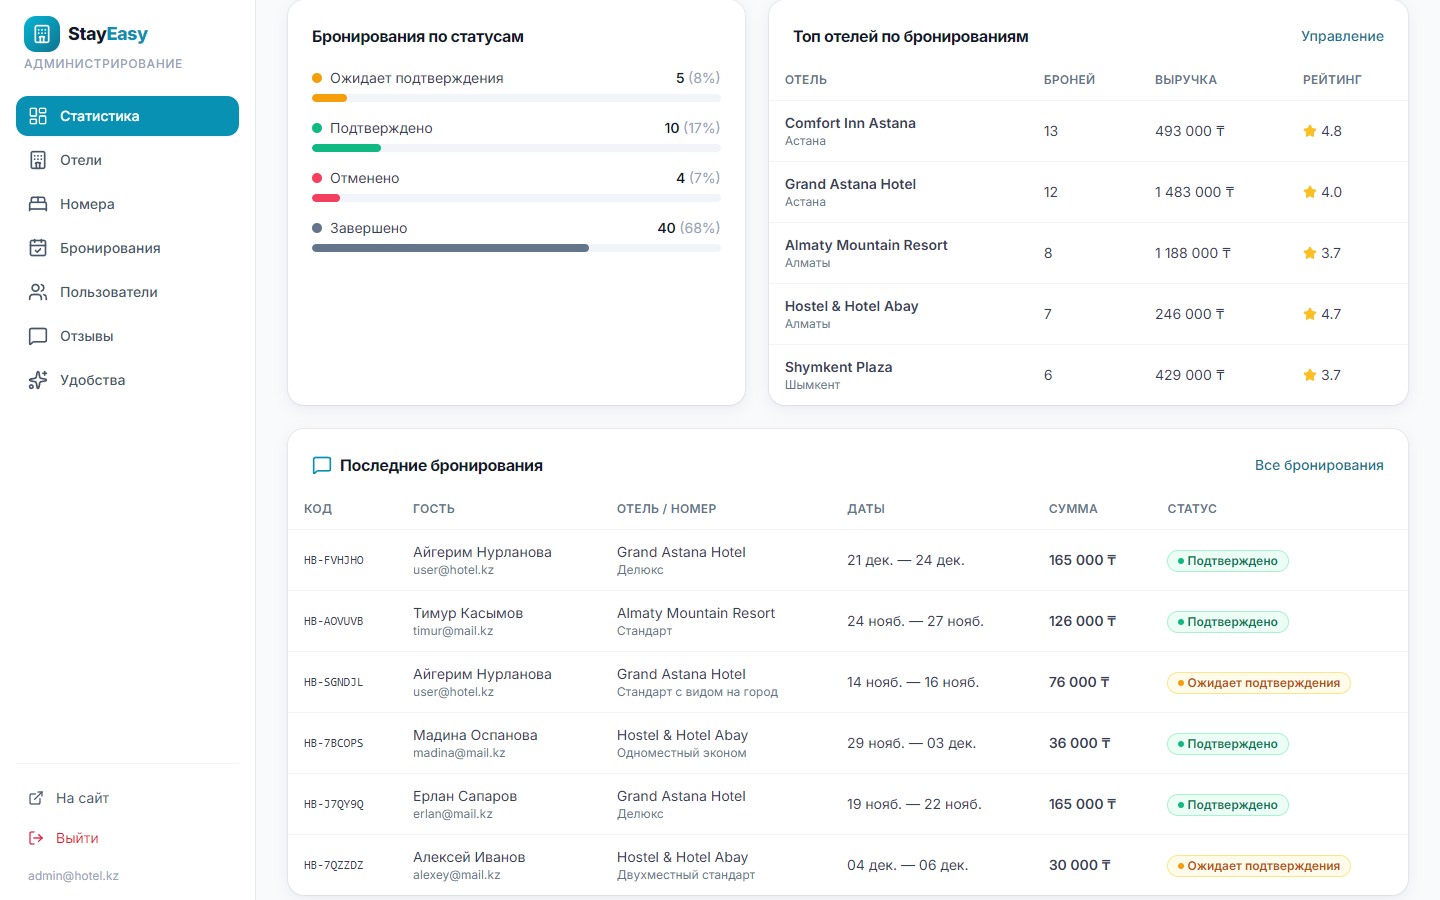 StayEasy
АДМИНИСТРИРОВАНИЕ
Статистика
Отели
Номера
Бронирования
Пользователи
Отзывы
Удобства
На сайт
Выйти
admin@hotel.kz
Бронирования по статусам
Ожидает подтверждения 5 (8%)
Подтверждено 10 (17%)
Отменено 4 (7%)
Завершено 40 (68%)
Топ отелей по бронированиям Управление
ОТЕЛЬ БРОНЕЙ ВЫРУЧКА РЕЙТИНГ
Comfort Inn Astana 13 493 000 ₸ 4.8
Астана
Grand Astana Hotel 12 1 483 000 ₸ 4.0
Астана
Almaty Mountain Resort 8 1 188 000 ₸ 3.7
Алматы
Hostel & Hotel Abay 7 246 000 ₸ 4.7
Алматы
Shymkent Plaza 6 429 000 ₸ 3.7
Шымкент
Последние бронирования Все бронирования
КОД ГОСТЬ ОТЕЛЬ / НОМЕР ДАТЫ СУММА СТАТУС
HB-FVHJHO Айгерим Нурланова Grand Astana Hotel 21 дек. — 24 дек. 165 000 ₸ Подтверждено
user@hotel.kz Делюкс
HB-AOVUVB Тимур Касымов Almaty Mountain Resort 24 нояб. — 27 нояб. 126 000 ₸ Подтверждено
timur@mail.kz Стандарт
HB-SGNDJL Айгерим Нурланова Grand Astana Hotel 14 нояб. — 16 нояб. 76 000 ₸ Ожидает подтверждения
user@hotel.kz Стандарт с видом на город
HB-7BCOPS Мадина Оспанова Hostel & Hotel Abay 29 нояб. — 03 дек. 36 000 ₸ Подтверждено
madina@mail.kz Одноместный эконом
HB-J7QY9Q Ерлан Сапаров Grand Astana Hotel 19 нояб. — 22 нояб. 165 000 ₸ Подтверждено
erlan@mail.kz Делюкс
HB-7QZZDZ Алексей Иванов Hostel & Hotel Abay 04 дек. — 06 дек. 30 000 ₸ Ожидает подтверждения
alexey@mail.kz Двухместный стандарт